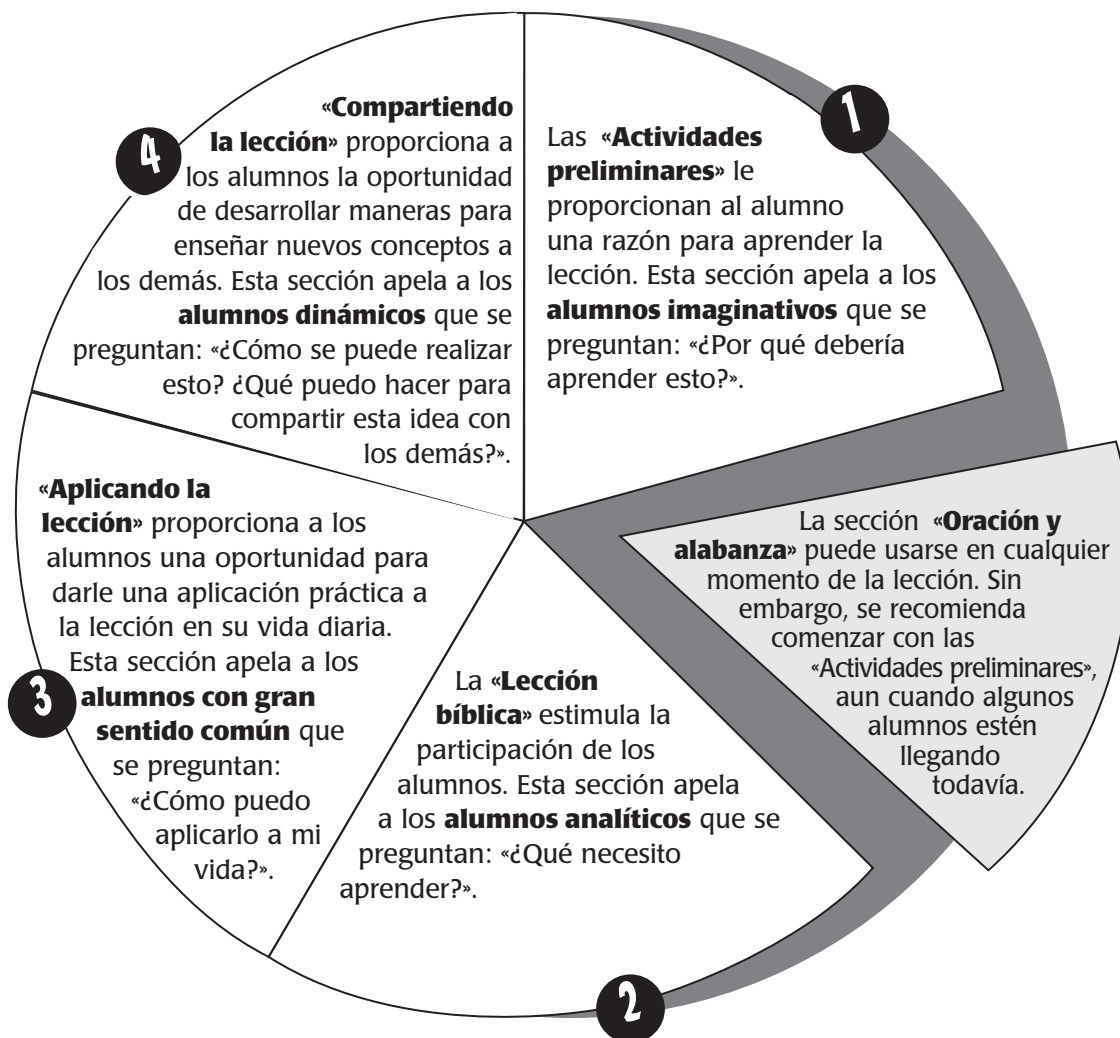 1
Las «Actividades
preliminares» le
proporcionan al alumno
una razón para aprender la
lección. Esta sección apela a los
alumnos imaginativos que se
preguntan: «¿Por qué debería
aprender esto?».
La sección «Oración y
alabanza» puede usarse en cualquier
momento de la lección. Sin
embargo, se recomienda
comenzar con las
«Actividades preliminares»,
aun cuando algunos
alumnos estén
llegando
todavía.
2
La «Lección
bíblica» estimula la
participación de los
alumnos. Esta sección apela
a los alumnos analíticos que se
preguntan: «¿Qué necesito
aprender?».
3
«Aplicando la
lección» proporciona a los
alumnos una oportunidad para
darle una aplicación práctica a
la lección en su vida diaria.
Esta sección apela a los
alumnos con gran
sentido común que
se preguntan:
«¿Cómo puedo
aplicarlo a mi
vida?».
4
«Compartiendo
la lección» proporciona a
los alumnos la oportunidad
de desarrollar maneras para
enseñar nuevos conceptos a
los demás. Esta sección apela a los
alumnos dinámicos que se
preguntan: «¿Cómo se puede realizar
esto? ¿Qué puedo hacer para
compartir esta idea con
los demás?».